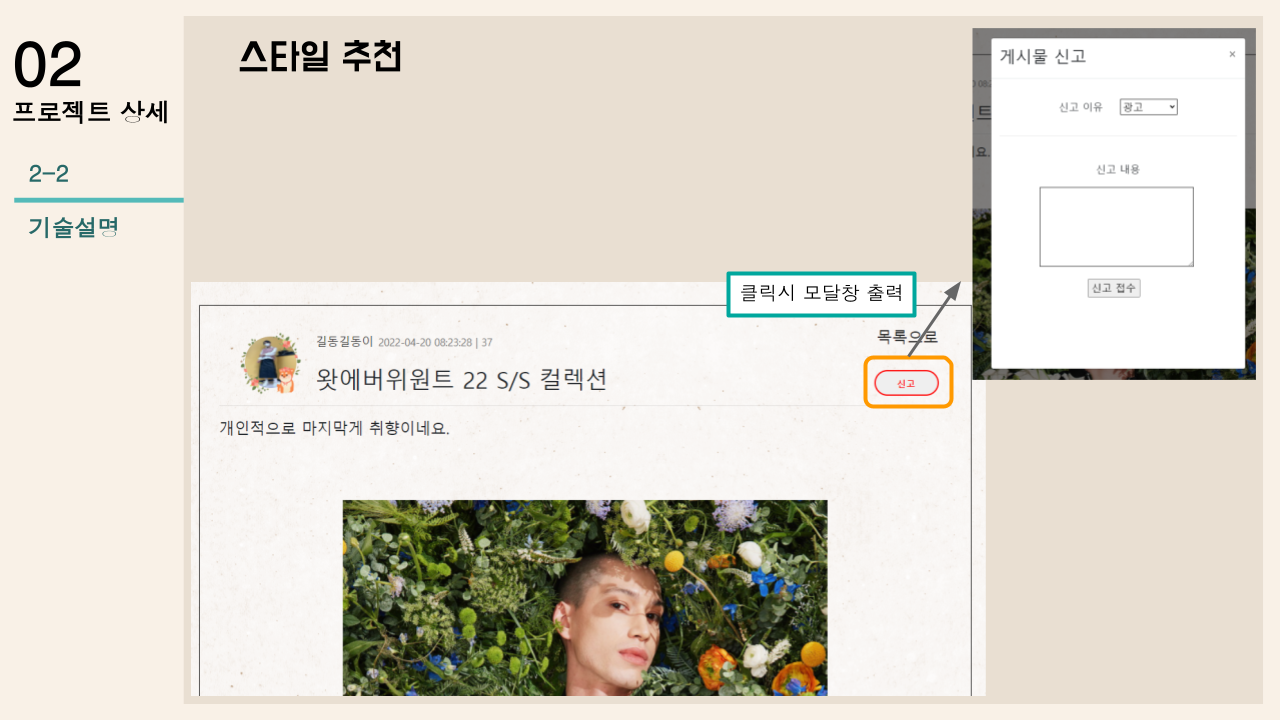 02
프로젝트 상세
2-2
기술설명
스타일 추천
클릭시 모달창 출력
길동길동이 2022-04-20 08:23:28 | 37
목록으로
왓에버위원트 22 S/S 컬렉션
신고
개인적으로 마지막게 취향이네요.
게시물 신고
×
신고 이유
광고
신고 내용
신고 접수